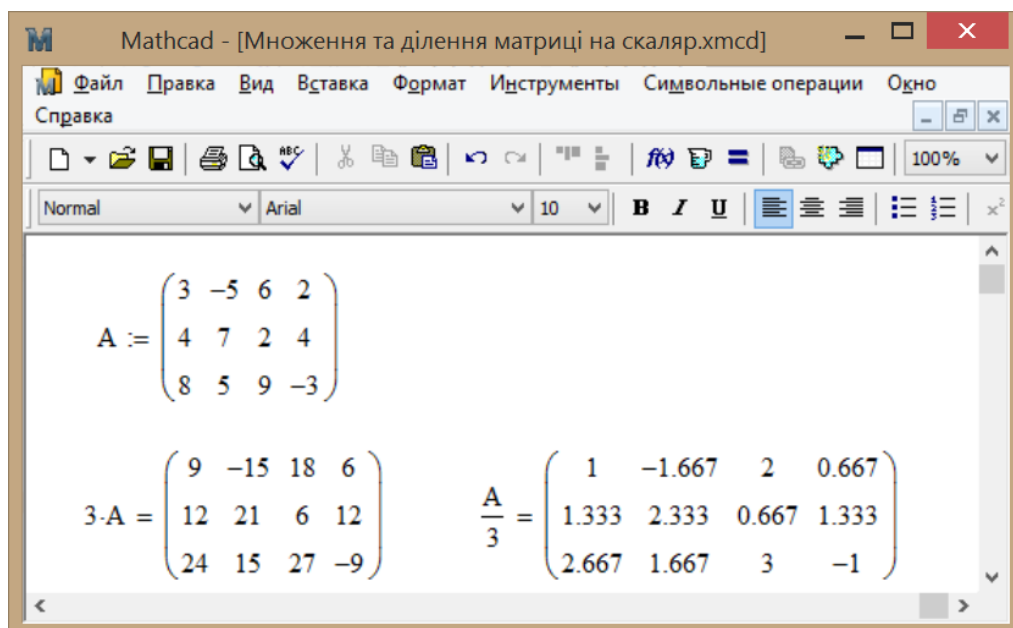 Mathcad - [Множення та ділення матриці на скаляр.xmcd]
Файл Правка Вид Вставка Формат Инструменты Символьные операции Окно
Справка
ABC f(x) = 100%
Normal Arial 10 B I U x²
A := ( 3 −5 6 2
4 7 2 4
8 5 9 −3 )
3·A = ( 9 −15 18 6
12 21 6 12
24 15 27 −9 )
A/3 = ( 1 −1.667 2 0.667
1.333 2.333 0.667 1.333
2.667 1.667 3 −1 )